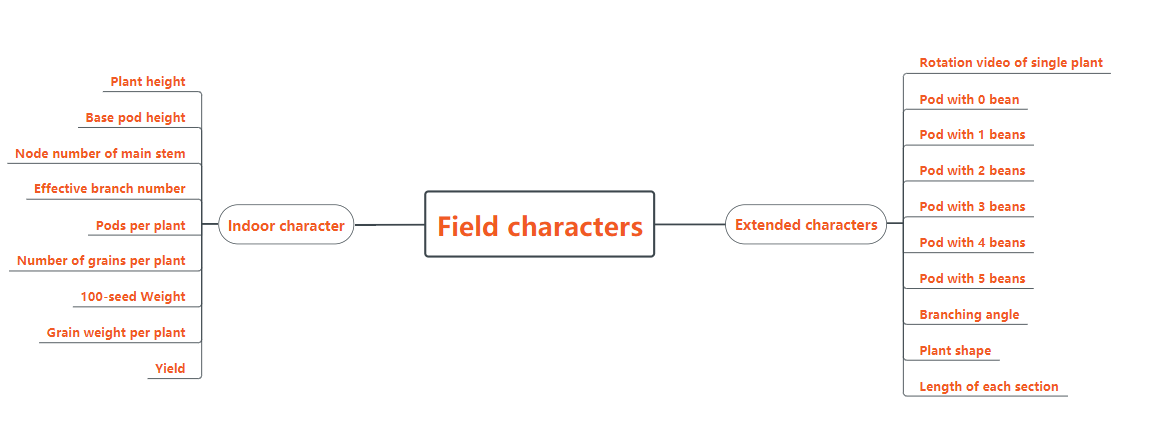 Plant height
Base pod height
Node number of main stem
Effective branch number
Pods per plant
Number of grains per plant
100-seed Weight
Grain weight per plant
Yield
Indoor character
Field characters
Extended characters
Rotation video of single plant
Pod with 0 bean
Pod with 1 beans
Pod with 2 beans
Pod with 3 beans
Pod with 4 beans
Pod with 5 beans
Branching angle
Plant shape
Length of each section